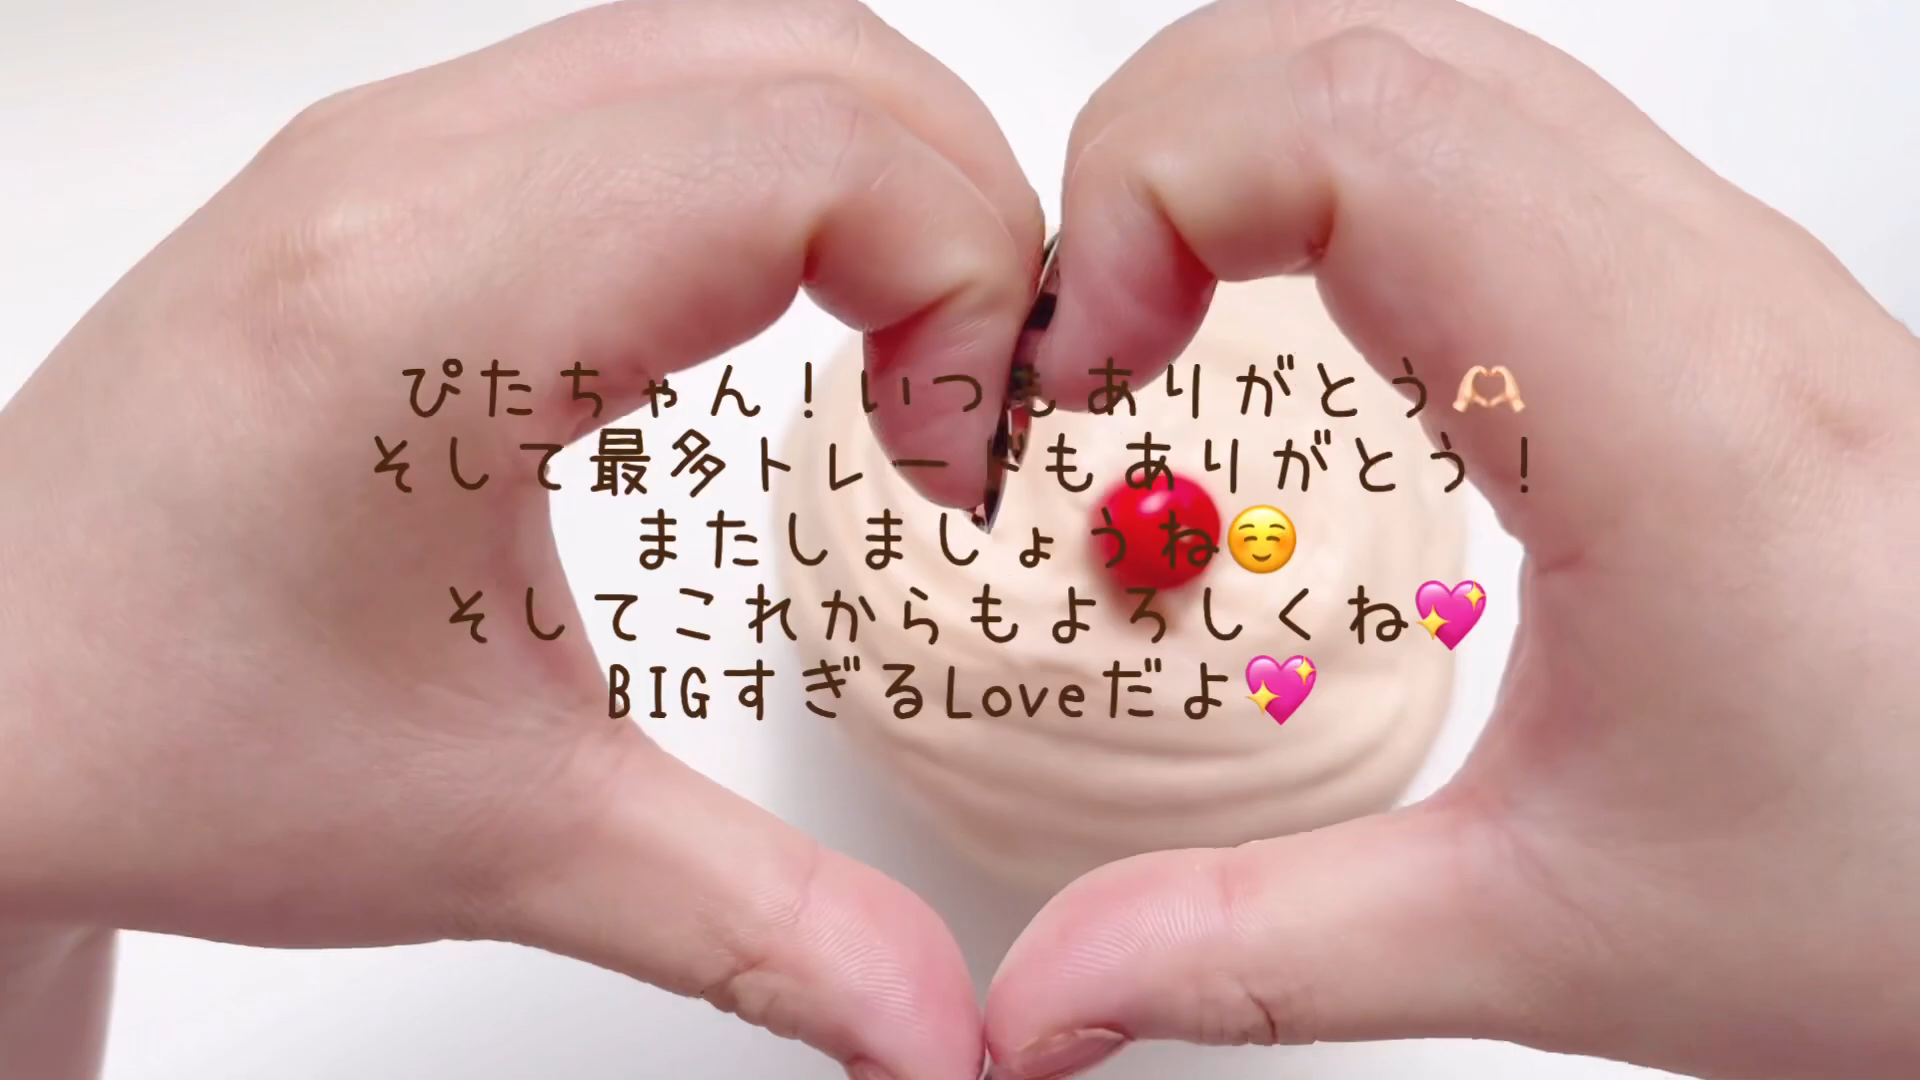 ぴたちゃん！いつもありがとう🫶🏻
そして最多トレードもありがとう！
またしましょうね☺️
そしてこれからもよろしくね💖
BIGすぎるLoveだよ💖